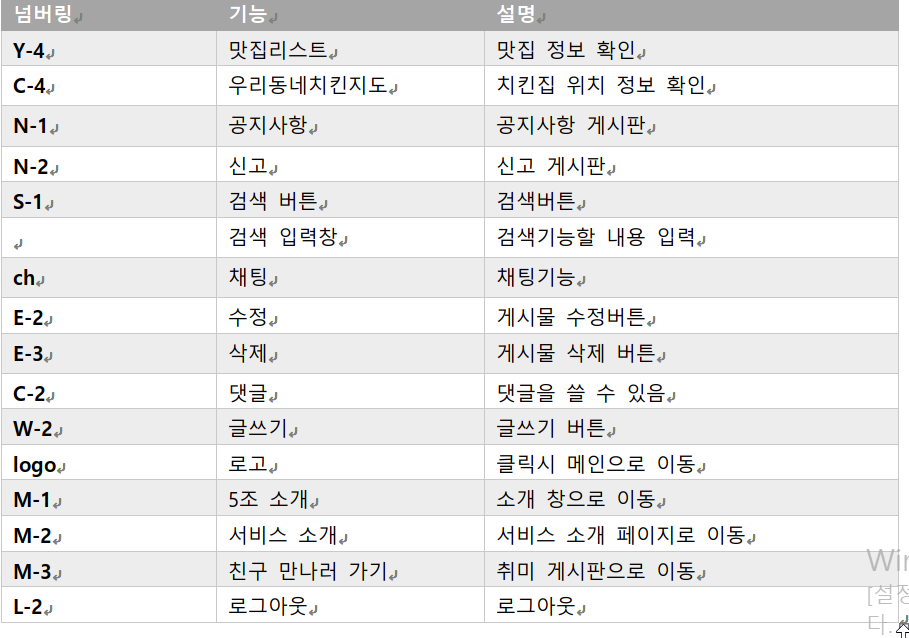 넘버링 기능 설명
Y-4 맛집리스트 맛집 정보 확인
C-4 우리동네치킨지도 치킨집 위치 정보 확인
N-1 공지사항 공지사항 게시판
N-2 신고 신고 게시판
S-1 검색 버튼 검색버튼
검색 입력창 검색기능할 내용 입력
ch 채팅 채팅기능
E-2 수정 게시물 수정버튼
E-3 삭제 게시물 삭제 버튼
C-2 댓글 댓글을 쓸 수 있음
W-2 글쓰기 글쓰기 버튼
logo 로고 클릭시 메인으로 이동
M-1 5조 소개 소개 창으로 이동
M-2 서비스 소개 서비스 소개 페이지로 이동
M-3 친구 만나러 가기 취미 게시판으로 이동
L-2 로그아웃 로그아웃
[설정
다.